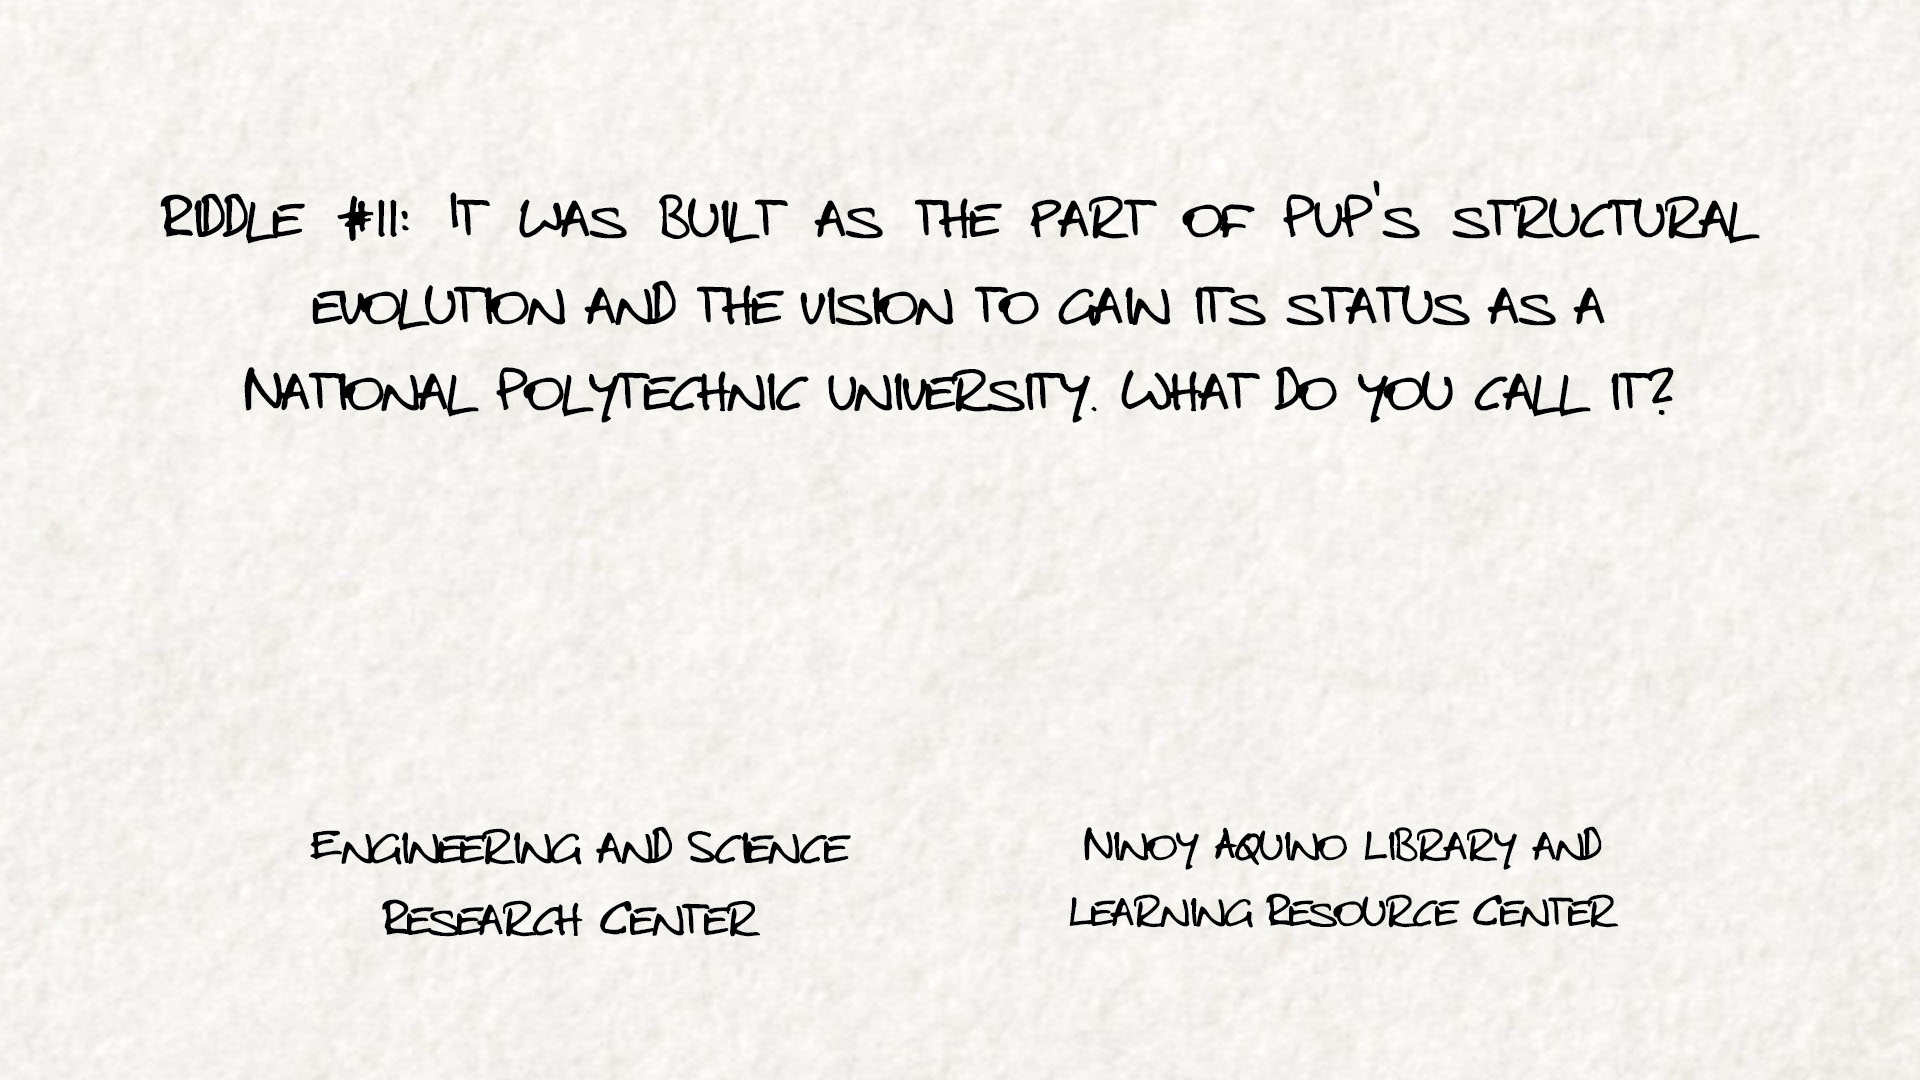 Riddle #11: It was built as the part of PUP's structural
evolution and the vision to gain its status as a
National Polytechnic University. What do you call it?
Engineering and Science
Research Center
Ninoy Aquino Library and
Learning Resource Center